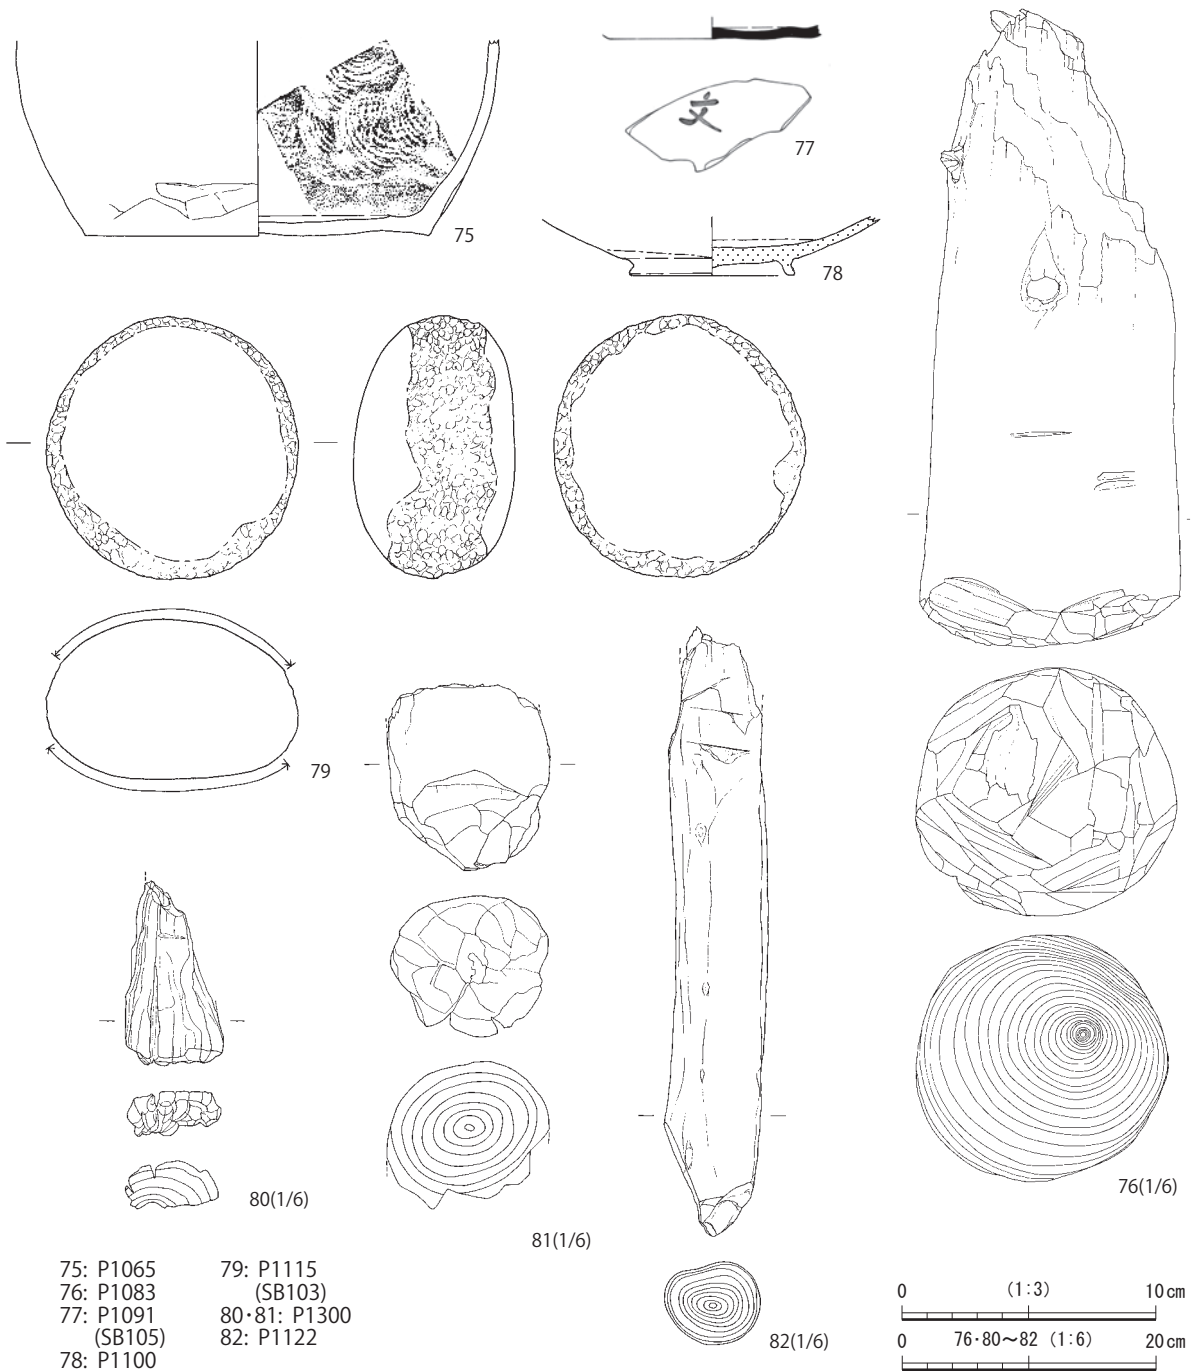 文
77
75
78
79
80(1/6)
76(1/6)
81(1/6)
82(1/6)
75: P1065
76: P1083
77: P1091
(SB105)
78: P1100
79: P1115
(SB103)
80・81: P1300
82: P1122
0 (1:3) 10cm
0 76・80～82 (1:6) 20cm